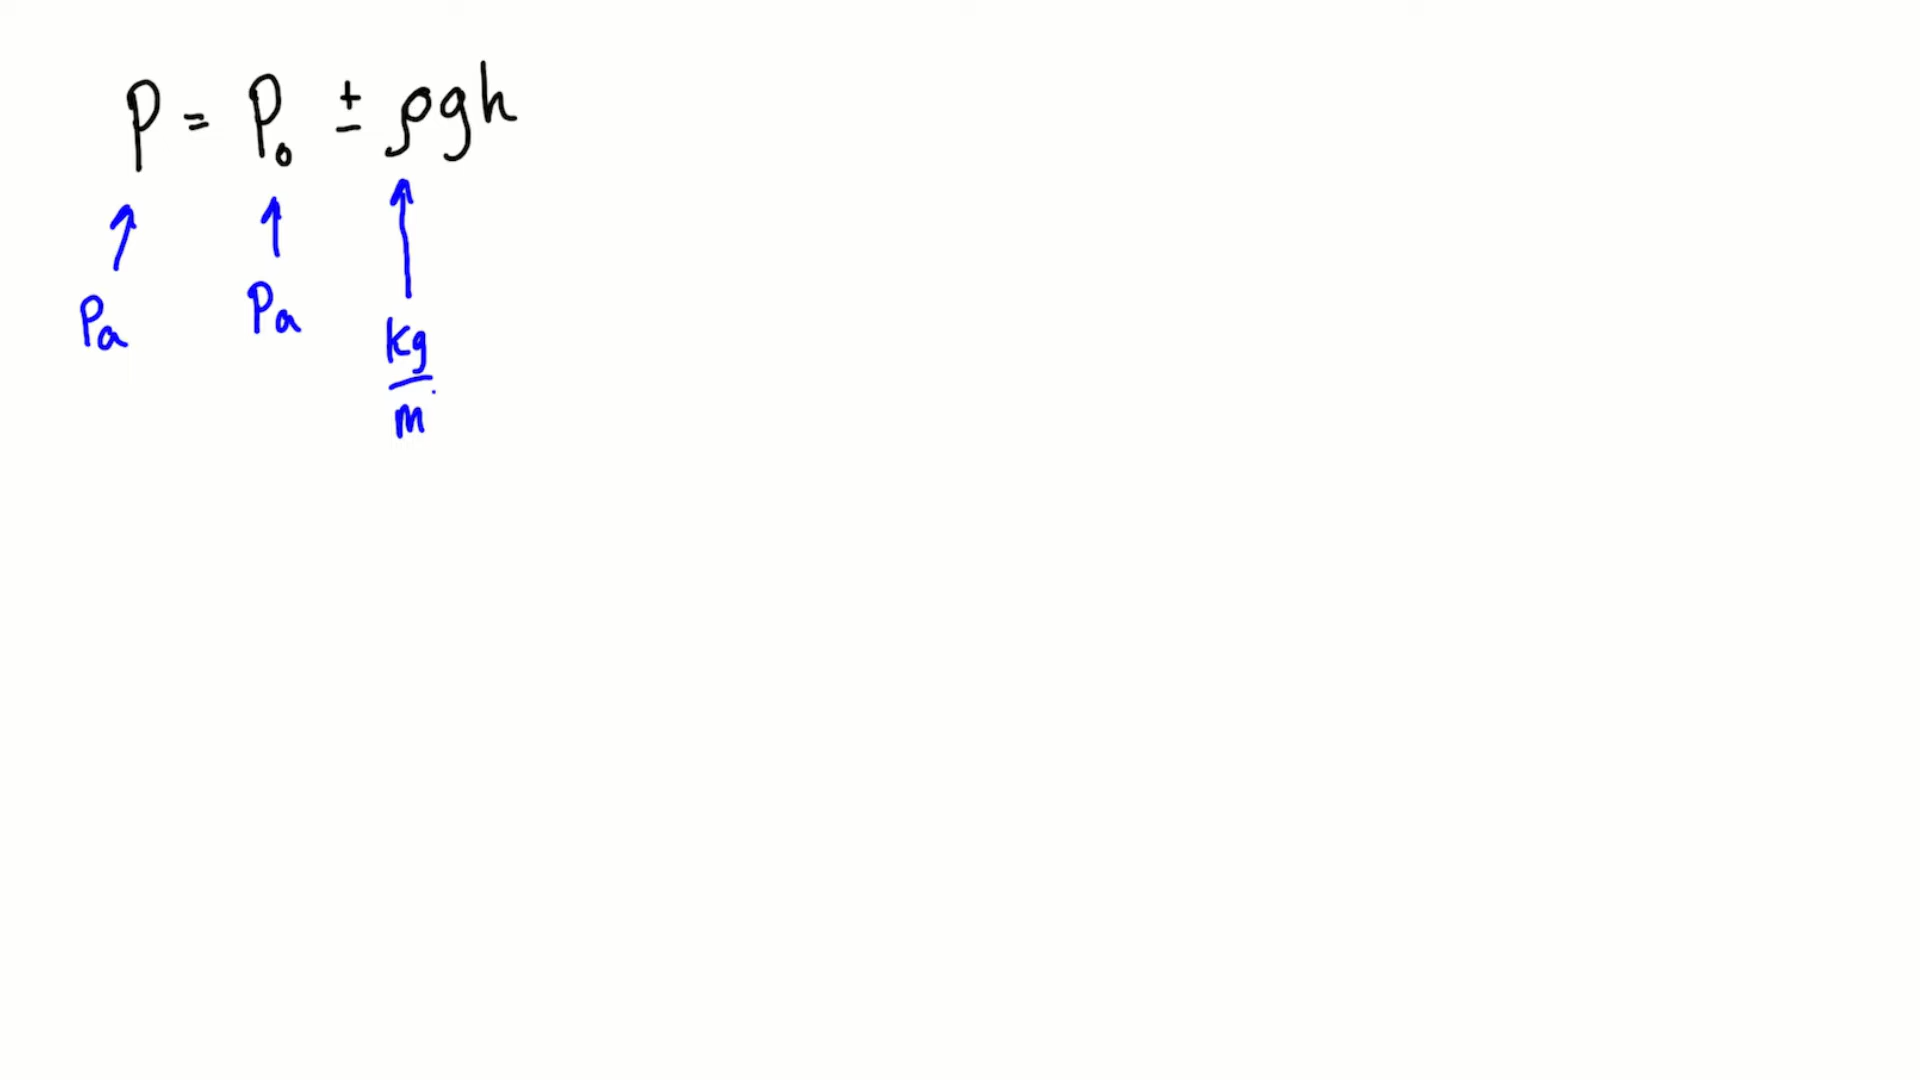 P = P₀ ± ρgh
Pa Pa kg
m